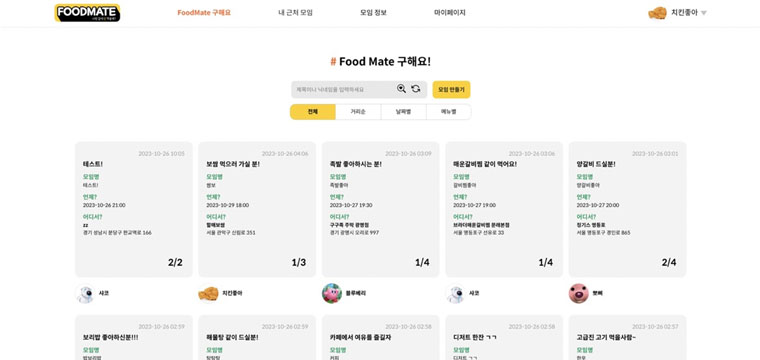 FOODMATE
FoodMate 구해요
내 근처 모임
모임 정보
마이페이지
치킨좋아
# Food Mate 구해요!
제목이나 닉네임을 입력하세요
모임 만들기
전체
거리순
날짜별
메뉴별
2023-10-26 10:05
테스트!
모임명
테스트!
언제?
2023-10-26 21:00
어디서?
zz
경기 성남시 분당구 판교역로 166
2/2
샤코
2023-10-26 04:06
보쌈 먹으러 가실 분!
모임명
쌈보
언제?
2023-10-29 18:00
어디서?
할매보쌈
서울 관악구 신림로 351
1/3
치킨좋아
2023-10-26 03:09
족발 좋아하시는 분!
모임명
족발좋아
언제?
2023-10-27 19:30
어디서?
구구족 주막 광명점
경기 광명시 오리로 997
1/4
블루베리
2023-10-26 03:06
매운갈비찜 같이 먹어요!
모임명
갈비찜좋아
언제?
2023-10-27 19:00
어디서?
브라더매운갈비찜 문래본점
서울 영등포구 선유로 33
1/4
샤코
2023-10-26 03:01
양갈비 드실분!
모임명
양갈비좋아
언제?
2023-10-27 20:00
어디서?
징기스 영등포
서울 영등포구 경인로 865
2/4
뽀삐
2023-10-26 02:59
보리밥 좋아하신분!!!
모임명
밥보리밥
2023-10-26 02:59
해물탕 같이 드실분!
모임명
탕탕탕
2023-10-26 02:58
카페에서 여유를 즐길자
모임명
커피
2023-10-26 02:58
디저트 한잔 ㄱㄱ
모임명
디저트 ㄱㄱ
2023-10-26 02:57
고급진 고기 먹을사람~
모임명
한우